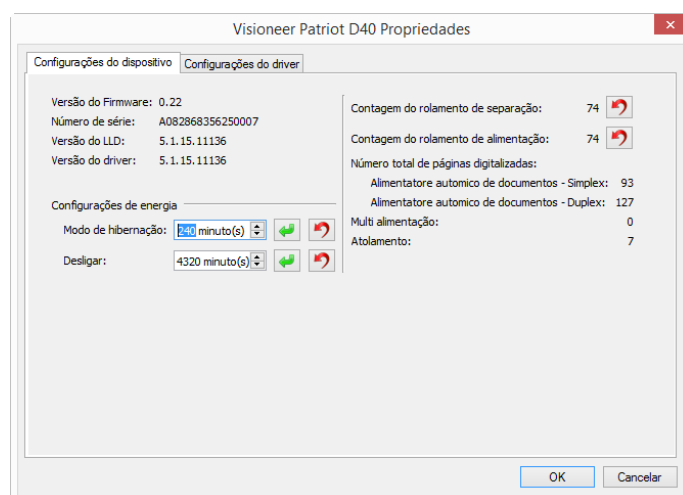 Visioneer Patriot D40 Propriedades
Configurações do dispositivo
Configurações do driver
Versão do Firmware: 0.22
Número de série: A082868356250007
Versão do LLD: 5.1.15.11136
Versão do driver: 5.1.15.11136
Configurações de energia
Modo de hibernação: 240 minuto(s)
Desligar: 4320 minuto(s)
Contagem do rolamento de separação: 74
Contagem do rolamento de alimentação: 74
Número total de páginas digitalizadas:
Alimentatore automico de documentos - Simplex: 93
Alimentatore automico de documentos - Duplex: 127
Multi alimentação: 0
Atolamento: 7
OK
Cancelar